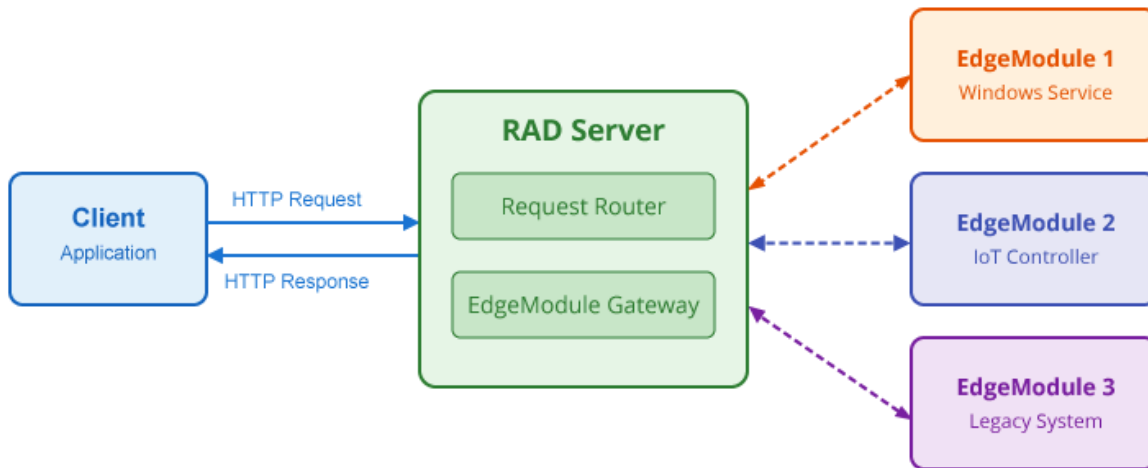 Client
Application
HTTP Request
HTTP Response
RAD Server
Request Router
EdgeModule Gateway
EdgeModule 1
Windows Service
EdgeModule 2
IoT Controller
EdgeModule 3
Legacy System